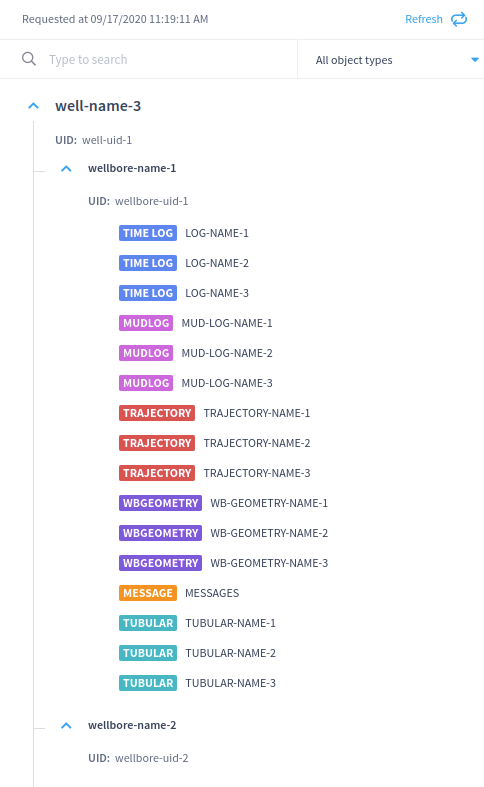 Requested at 09/17/2020 11:19:11 AM Refresh
Type to search All object types
well-name-3
UID: well-uid-1
wellbore-name-1
UID: wellbore-uid-1
TIME LOG LOG-NAME-1
TIME LOG LOG-NAME-2
TIME LOG LOG-NAME-3
MUDLOG MUD-LOG-NAME-1
MUDLOG MUD-LOG-NAME-2
MUDLOG MUD-LOG-NAME-3
TRAJECTORY TRAJECTORY-NAME-1
TRAJECTORY TRAJECTORY-NAME-2
TRAJECTORY TRAJECTORY-NAME-3
WBGEOMETRY WB-GEOMETRY-NAME-1
WBGEOMETRY WB-GEOMETRY-NAME-2
WBGEOMETRY WB-GEOMETRY-NAME-3
MESSAGE MESSAGES
TUBULAR TUBULAR-NAME-1
TUBULAR TUBULAR-NAME-2
TUBULAR TUBULAR-NAME-3
wellbore-name-2
UID: wellbore-uid-2